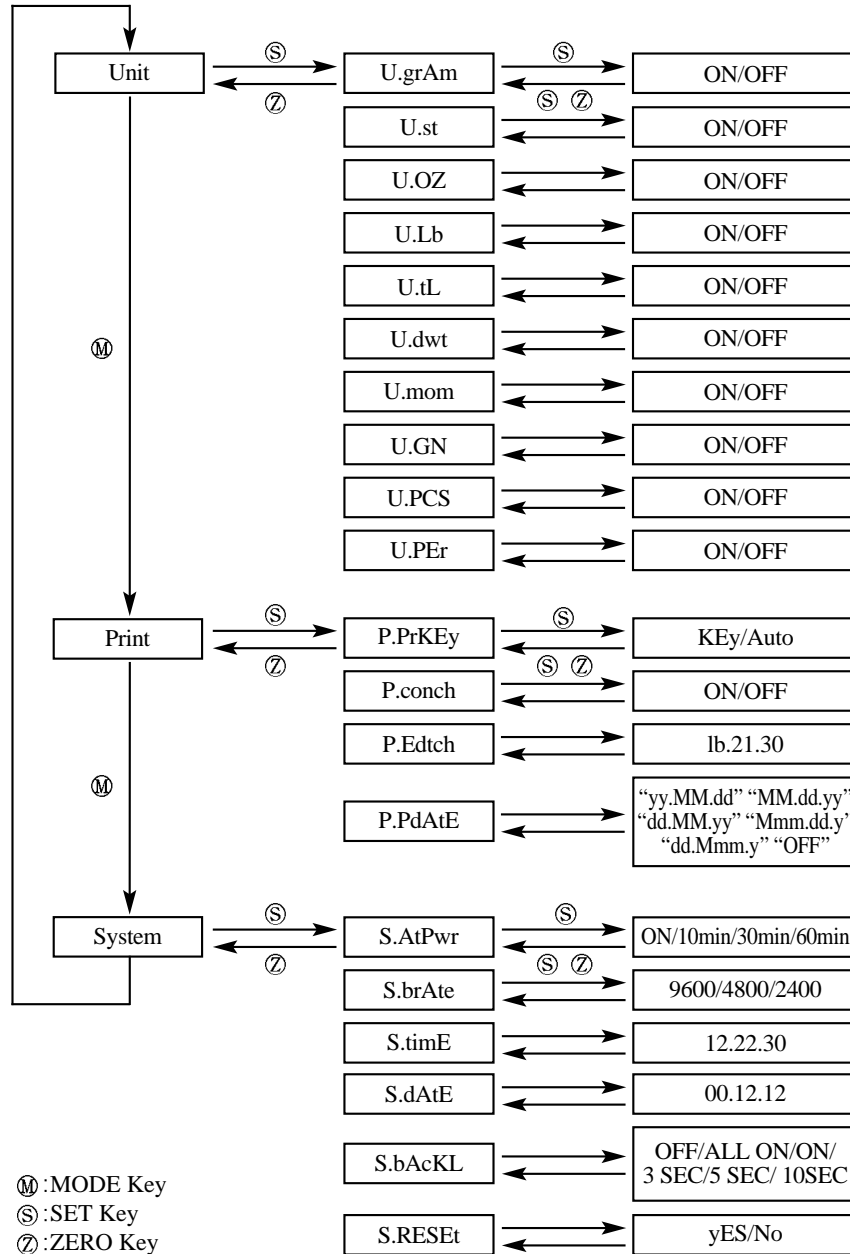 Ⓢ Ⓢ
Unit U.grAm ON/OFF
Ⓩ Ⓢ Ⓩ
U.st ON/OFF
U.OZ ON/OFF
U.Lb ON/OFF
U.tL ON/OFF
U.dwt ON/OFF
Ⓜ
U.mom ON/OFF
U.GN ON/OFF
U.PCS ON/OFF
U.PEr ON/OFF
Ⓢ Ⓢ
Print P.PrKEy KEy/Auto
Ⓩ Ⓢ Ⓩ
P.conch ON/OFF
P.Edtch lb.21.30
Ⓜ
P.PdAtE
“yy.MM.dd” “MM.dd.yy”
“dd.MM.yy” “Mmm.dd.y’
“dd.Mmm.y” “OFF”
Ⓢ Ⓢ
System S.AtPwr ON/10min/30min/60min
Ⓩ Ⓢ Ⓩ
S.brAte 9600/4800/2400
S.timE 12.22.30
S.dAtE 00.12.12
S.bAcKL
OFF/ALL ON/ON/
3 SEC/5 SEC/ 10SEC
S.RESEt yES/No
Ⓜ:MODE Key
Ⓢ:SET Key
Ⓩ:ZERO Key